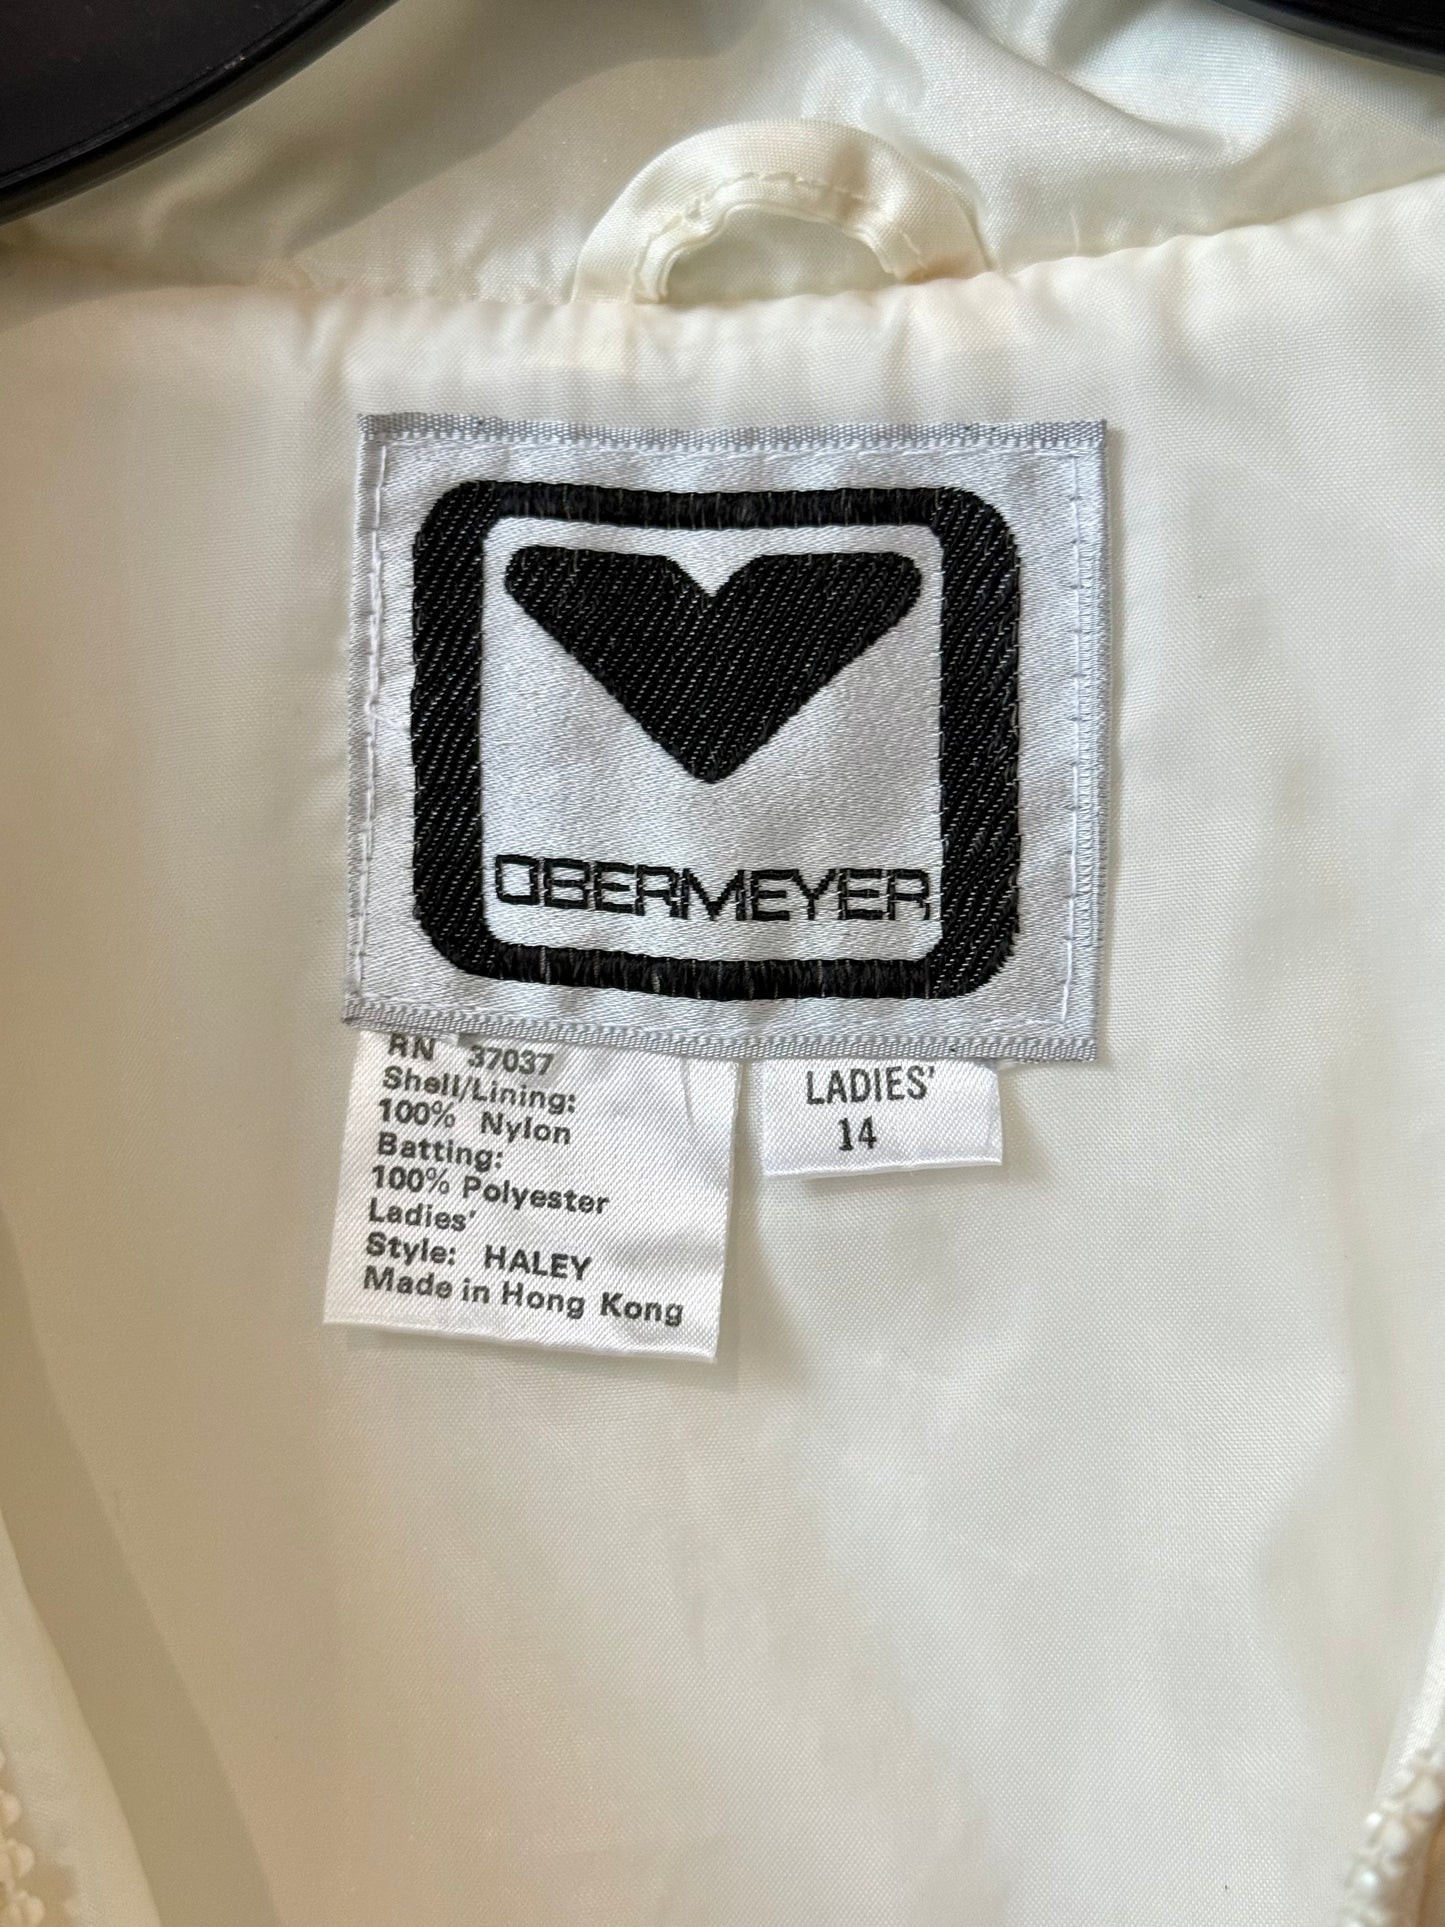 OBERMEYER
RN 37037
Shell/Lining:
100% Nylon
Batting:
100% Polyester
Ladies'
Style: HALEY
Made in Hong Kong
LADIES'
14